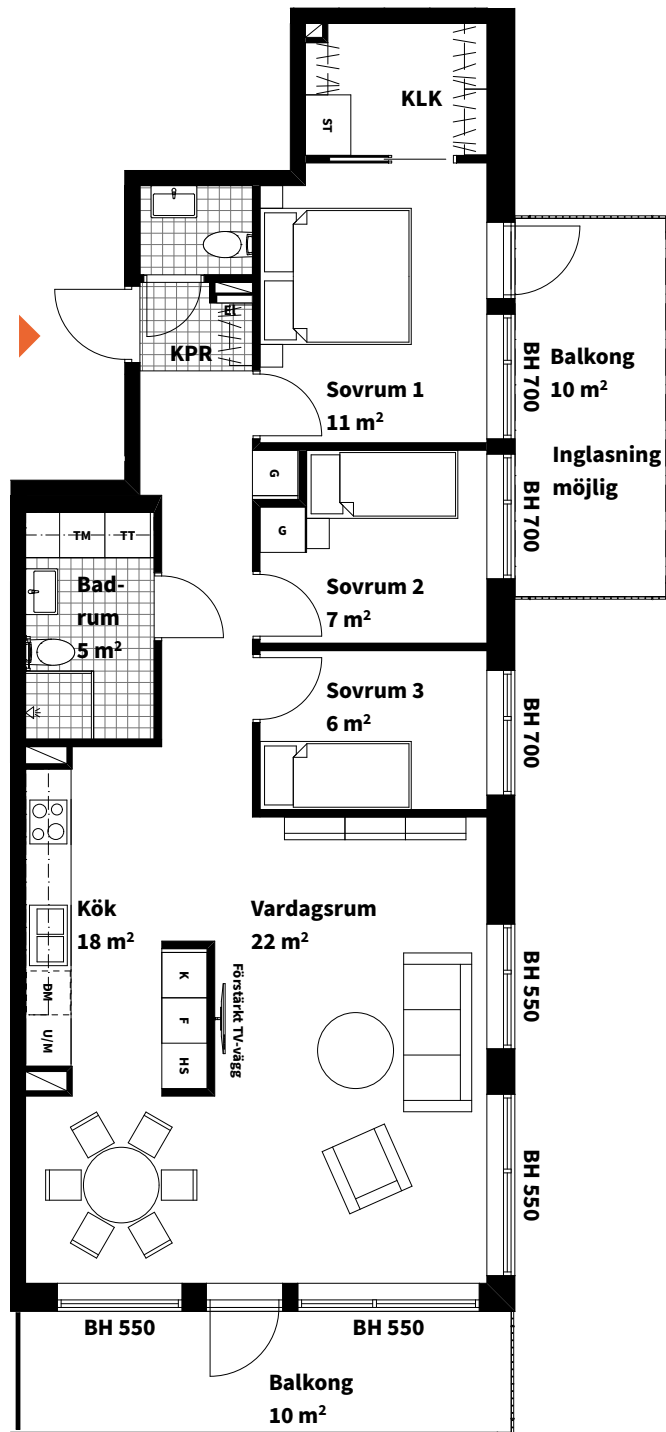 KLK
ST
El
KPR
Sovrum 1
11 m²
BH 700
Balkong
10 m²
Inglasning
möjlig
G
G
BH 700
TM
TT
Bad-
rum
5 m²
Sovrum 2
7 m²
Sovrum 3
6 m²
BH 700
Kök
18 m²
Vardagsrum
22 m²
DM
U/M
K
F
HS
Förstärkt TV-vägg
BH 550
BH 550
BH 550
BH 550
Balkong
10 m²